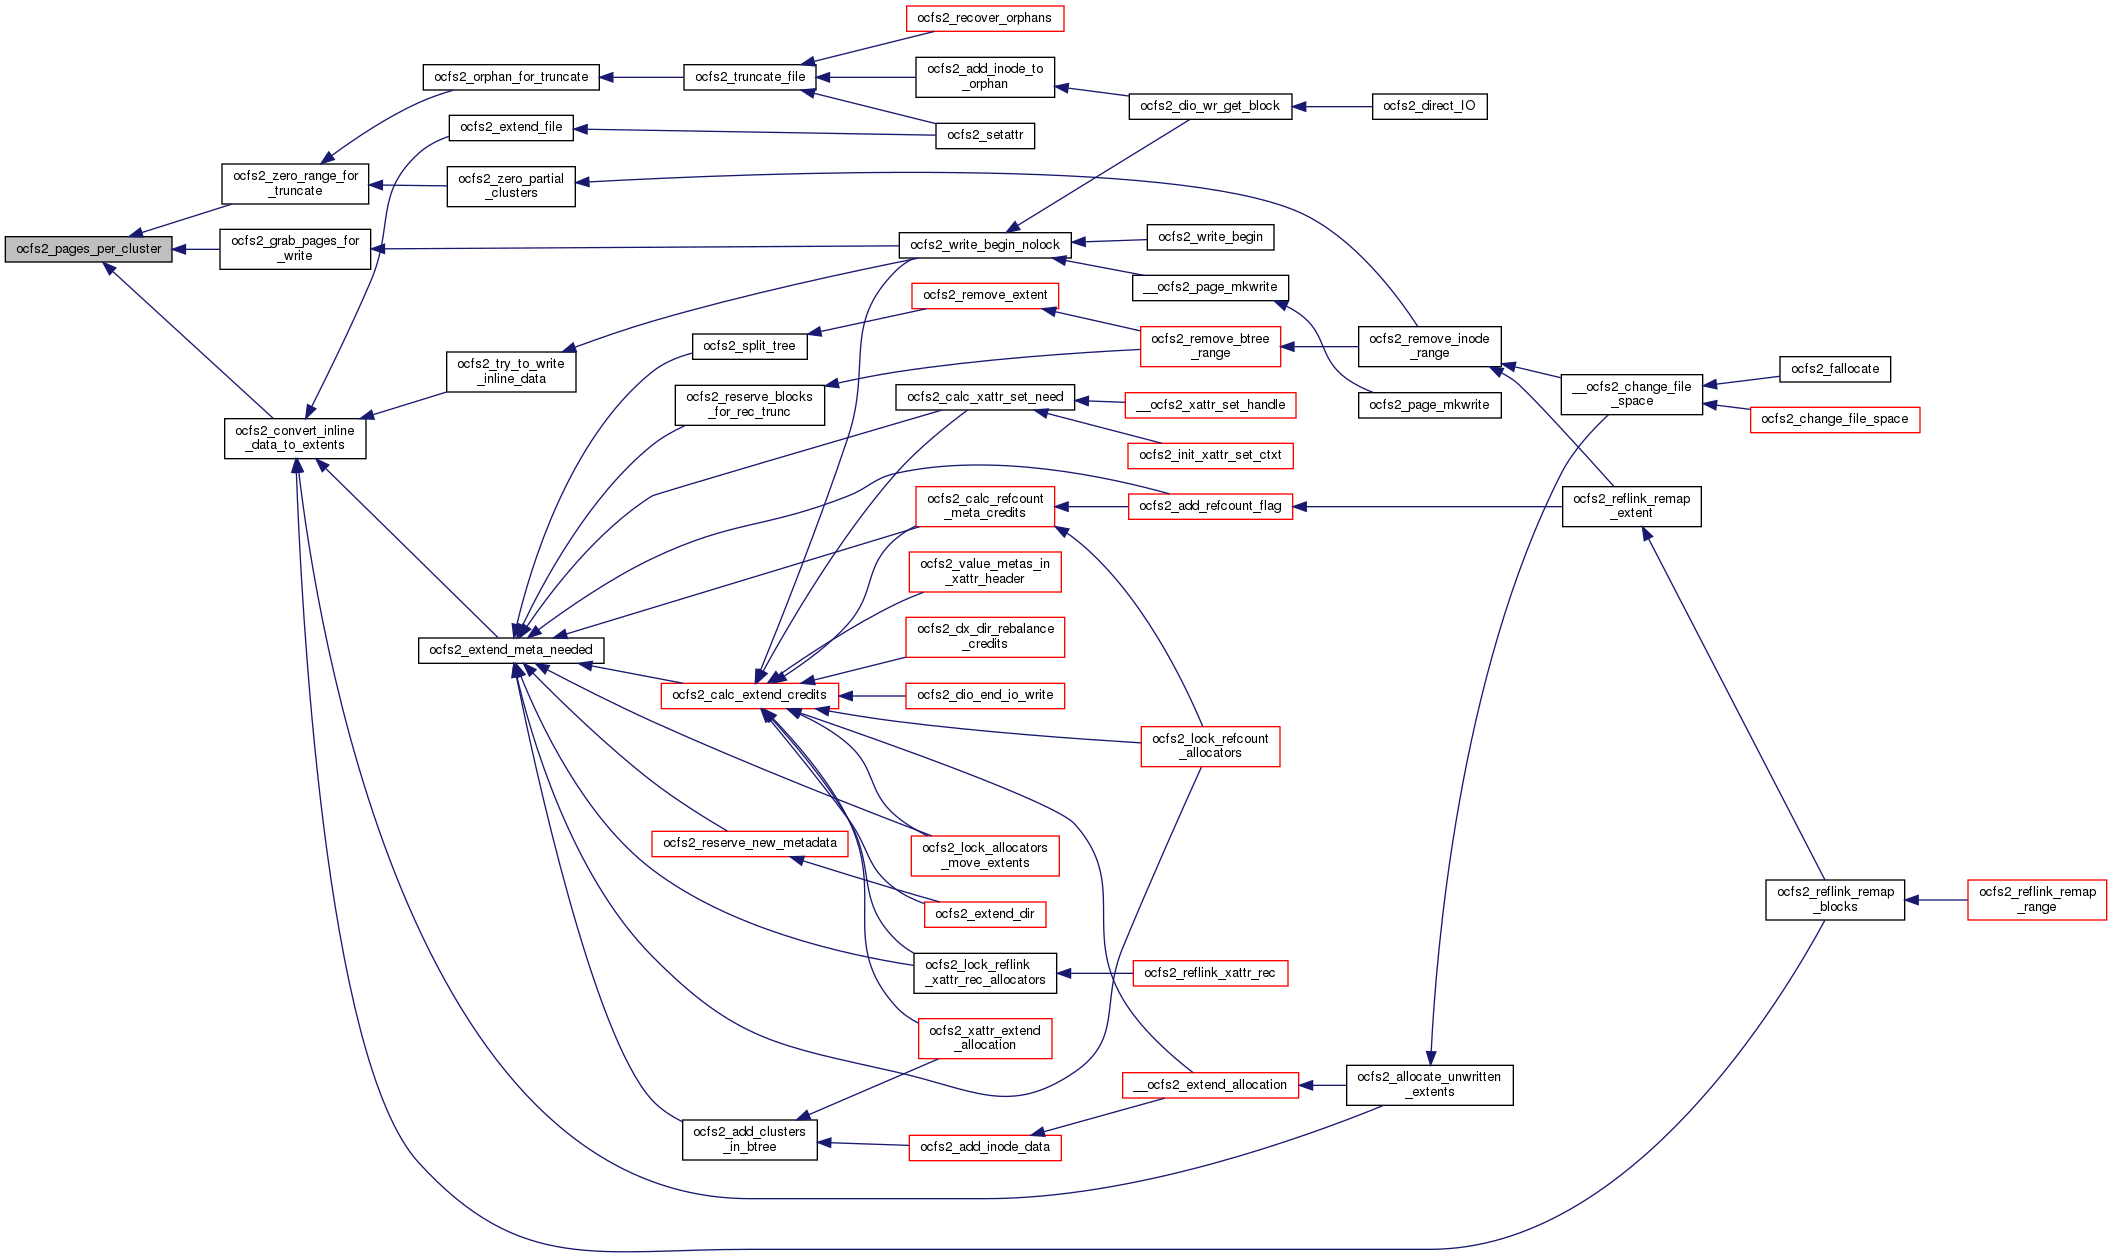 ocfs2_recover_orphans
ocfs2_orphan_for_truncate
ocfs2_truncate_file
ocfs2_add_inode_to
_orphan
ocfs2_dio_wr_get_block
ocfs2_direct_IO
ocfs2_extend_file
ocfs2_setattr
ocfs2_zero_range_for
_truncate
ocfs2_zero_partial
_clusters
ocfs2_pages_per_cluster
ocfs2_grab_pages_for
_write
ocfs2_write_begin_nolock
ocfs2_write_begin
__ocfs2_page_mkwrite
ocfs2_remove_extent
ocfs2_split_tree
ocfs2_remove_btree
_range
ocfs2_remove_inode
_range
ocfs2_try_to_write
_inline_data
ocfs2_fallocate
__ocfs2_change_file
_space
ocfs2_reserve_blocks
_for_rec_trunc
ocfs2_calc_xattr_set_need
__ocfs2_xattr_set_handle
ocfs2_page_mkwrite
ocfs2_change_file_space
ocfs2_convert_inline
_data_to_extents
ocfs2_init_xattr_set_ctxt
ocfs2_calc_refcount
_meta_credits
ocfs2_add_refcount_flag
ocfs2_reflink_remap
_extent
ocfs2_value_metas_in
_xattr_header
ocfs2_dx_dir_rebalance
_credits
ocfs2_extend_meta_needed
ocfs2_calc_extend_credits
ocfs2_dio_end_io_write
ocfs2_lock_refcount
_allocators
ocfs2_reserve_new_metadata
ocfs2_lock_allocators
_move_extents
ocfs2_reflink_remap
_blocks
ocfs2_reflink_remap
_range
ocfs2_extend_dir
ocfs2_lock_reflink
_xattr_rec_allocators
ocfs2_reflink_xattr_rec
ocfs2_xattr_extend
_allocation
__ocfs2_extend_allocation
ocfs2_allocate_unwritten
_extents
ocfs2_add_clusters
_in_btree
ocfs2_add_inode_data